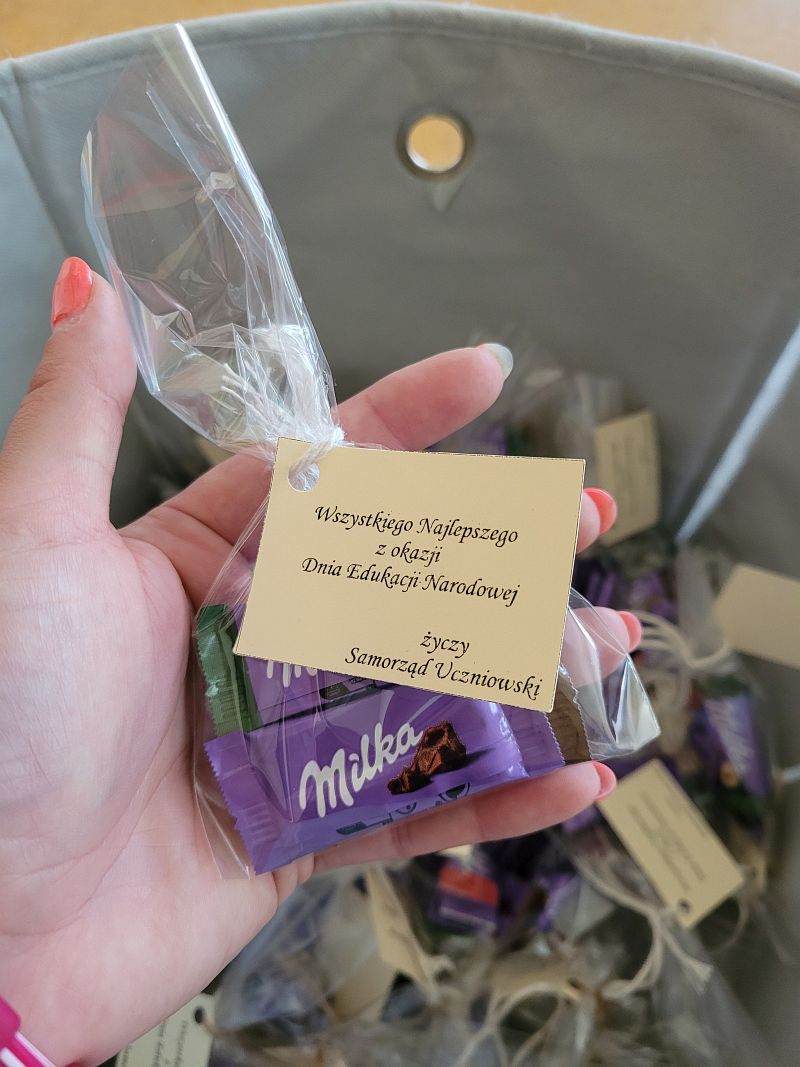 Wszystkiego Najlepszego
z okazji
Dnia Edukacji Narodowej
życzy
Samorząd Uczniowski
Milka